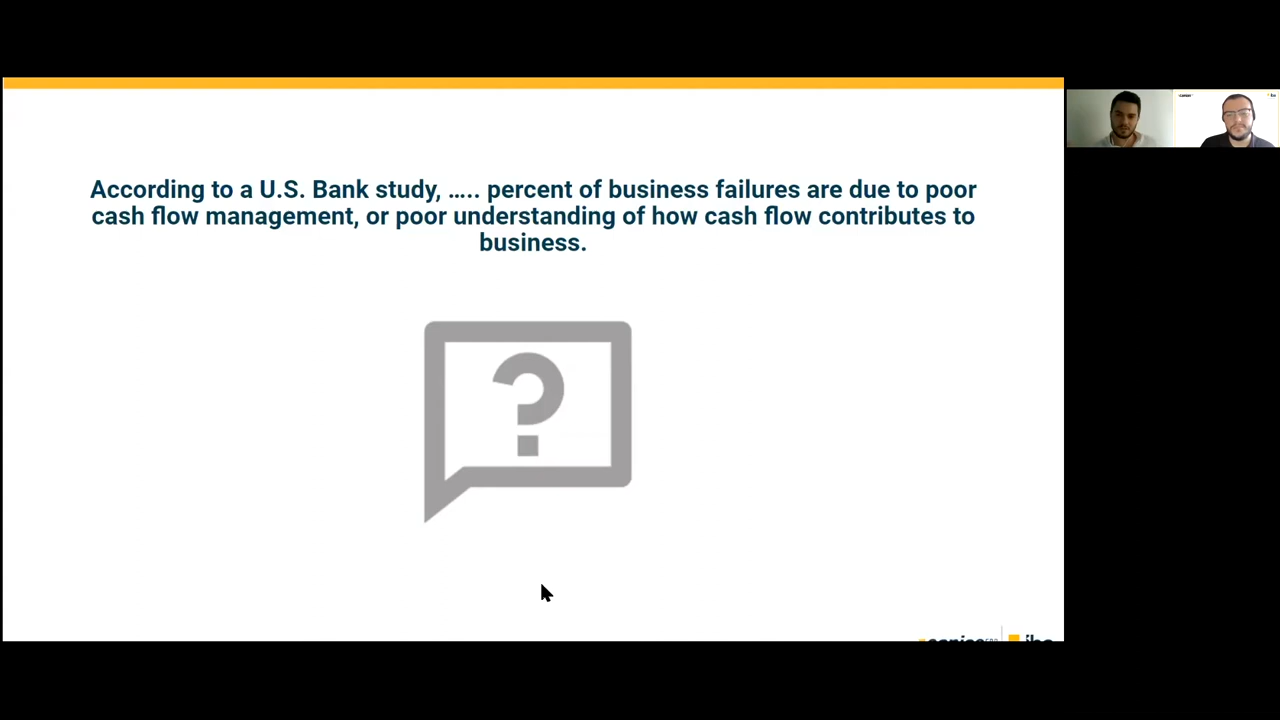 According to a U.S. Bank study, ….. percent of business failures are due to poor
cash flow management, or poor understanding of how cash flow contributes to
business.
?